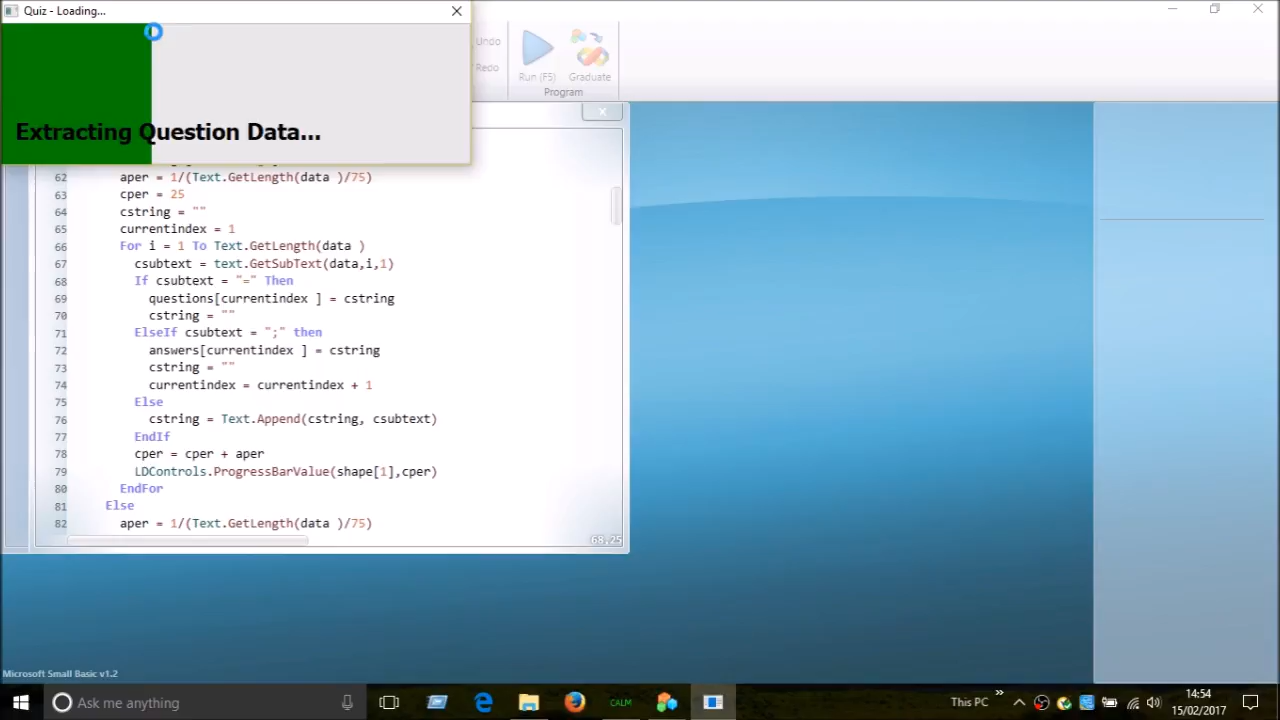 Quiz - Loading...
Extracting Question Data...
Undo
Redo
Run (F5)
Graduate
Program
62 aper = 1/(Text.GetLength(data )/75)
63 cper = 25
64 cstring = ""
65 currentindex = 1
66 For i = 1 To Text.GetLength(data )
67 csubtext = text.GetSubText(data,i,1)
68 If csubtext = "=" Then
69 questions[currentindex ] = cstring
70 cstring = ""
71 ElseIf csubtext = ";" then
72 answers[currentindex ] = cstring
73 cstring = ""
74 currentindex = currentindex + 1
75 Else
76 cstring = Text.Append(cstring, csubtext)
77 EndIf
78 cper = cper + aper
79 LDControls.ProgressBarValue(shape[1],cper)
80 EndFor
81 Else
82 aper = 1/(Text.GetLength(data )/75)
68,25
Microsoft Small Basic v1.2
Ask me anything
CALM
This PC
14:54
15/02/2017